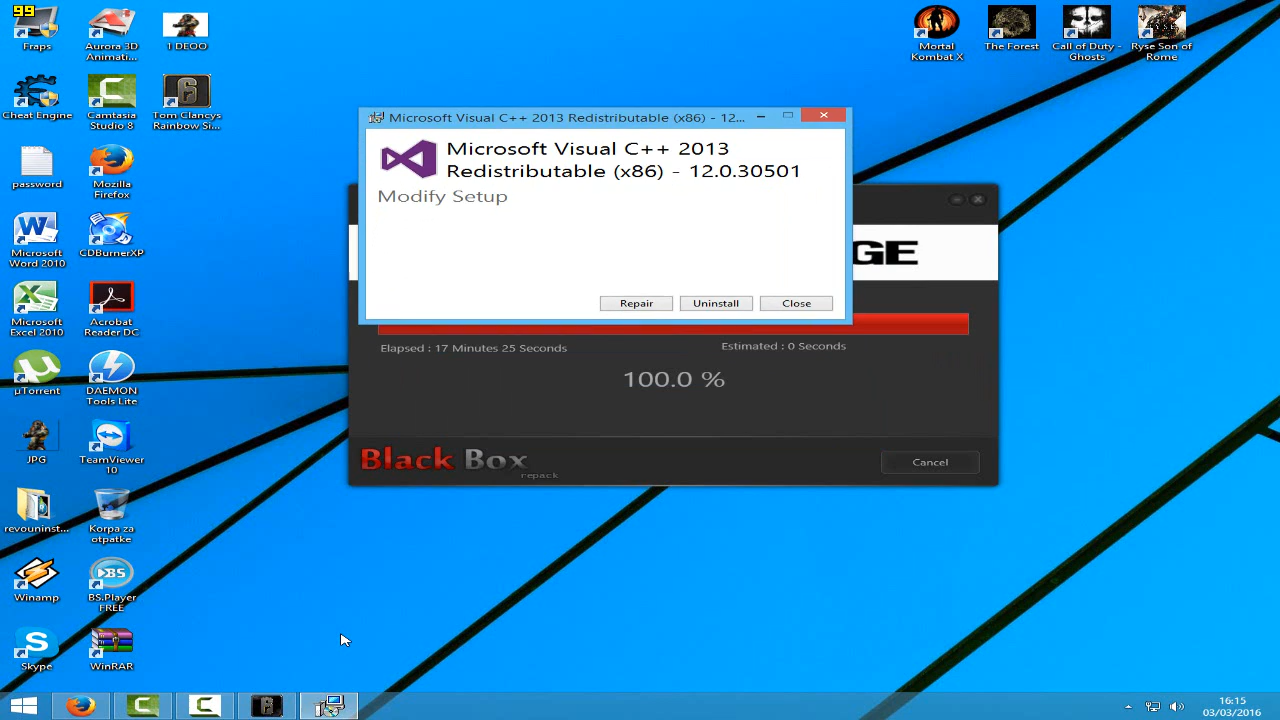 99
Fraps
Aurora 3D
Animati...
1 DEOO
Cheat Engine
Camtasia
Studio 8
Tom Clancys
Rainbow Si...
password
Mozilla
Firefox
Microsoft
Word 2010
CDBurnerXP
Microsoft
Excel 2010
Acrobat
Reader DC
µTorrent
DAEMON
Tools Lite
JPG
TeamViewer
10
revouninst...
Korpa za
otpatke
Winamp
BS.Player
FREE
Skype
WinRAR
Mortal
Kombat X
The Forest
Call of Duty -
Ghosts
Ryse Son of
Rome
Microsoft Visual C++ 2013 Redistributable (x86) - 12...
Microsoft Visual C++ 2013
Redistributable (x86) - 12.0.30501
Modify Setup
Repair
Uninstall
Close
GE
Elapsed : 17 Minutes 25 Seconds
Estimated : 0 Seconds
100.0 %
Black Box
repack
Cancel
16:15
03/03/2016